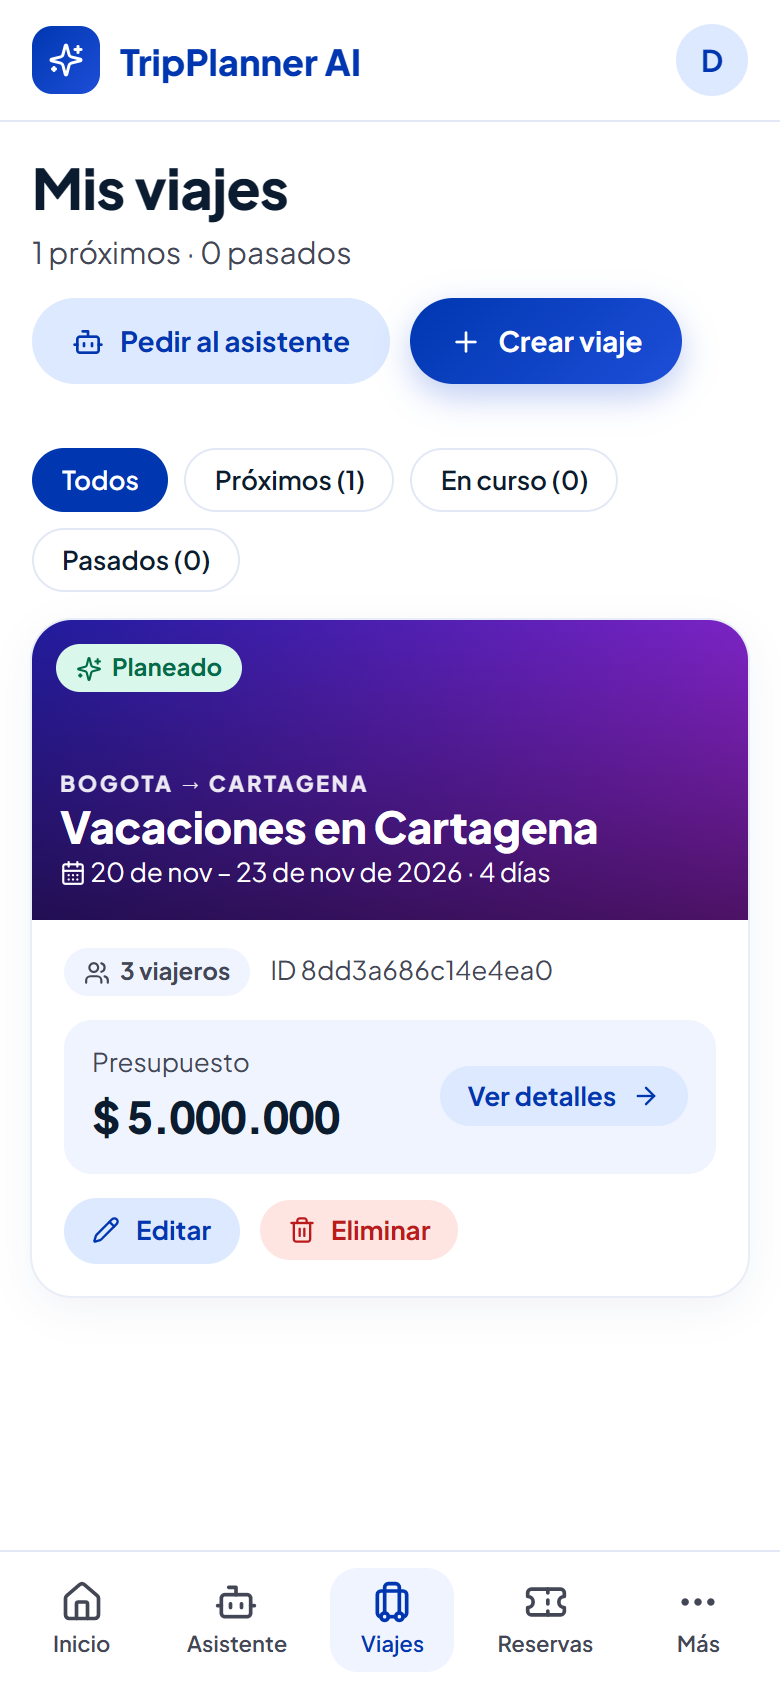 TripPlanner AI
D
Mis viajes
1 próximos · 0 pasados
Pedir al asistente
Crear viaje
Todos
Próximos (1)
En curso (0)
Pasados (0)
Planeado
BOGOTA → CARTAGENA
Vacaciones en Cartagena
20 de nov – 23 de nov de 2026 · 4 días
3 viajeros
ID 8dd3a686c14e4ea0
Presupuesto
$ 5.000.000
Ver detalles →
Editar
Eliminar
Inicio
Asistente
Viajes
Reservas
Más